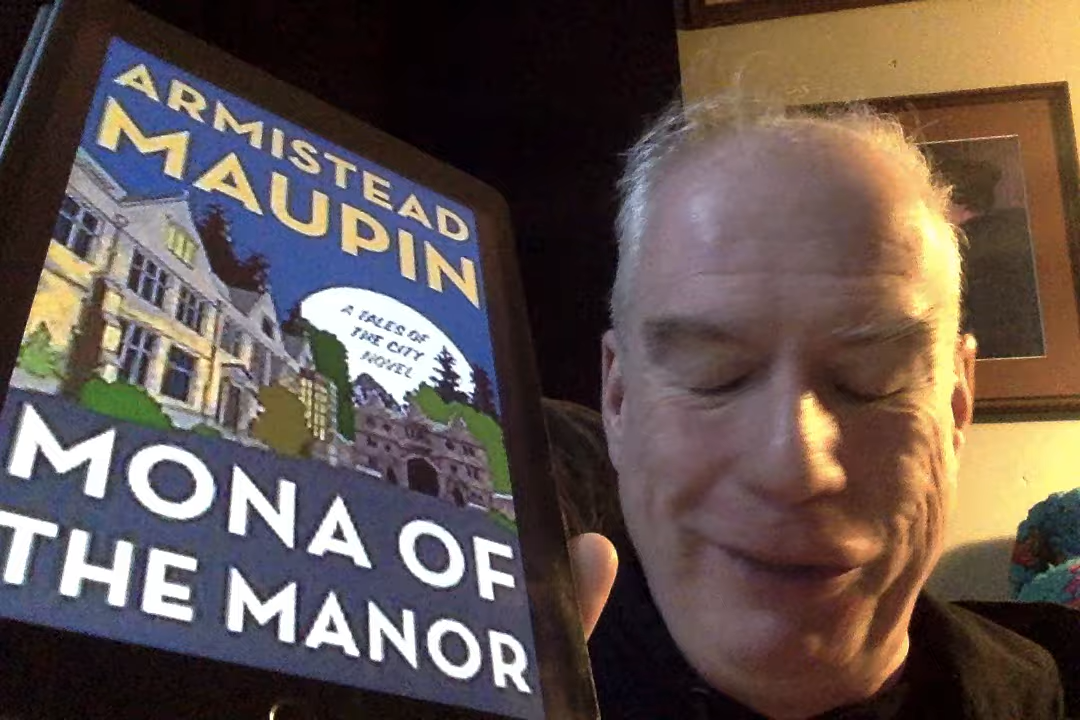 ARMISTEAD
MAUPIN
A TALES OF
THE CITY
NOVEL
MONA OF
THE MANOR